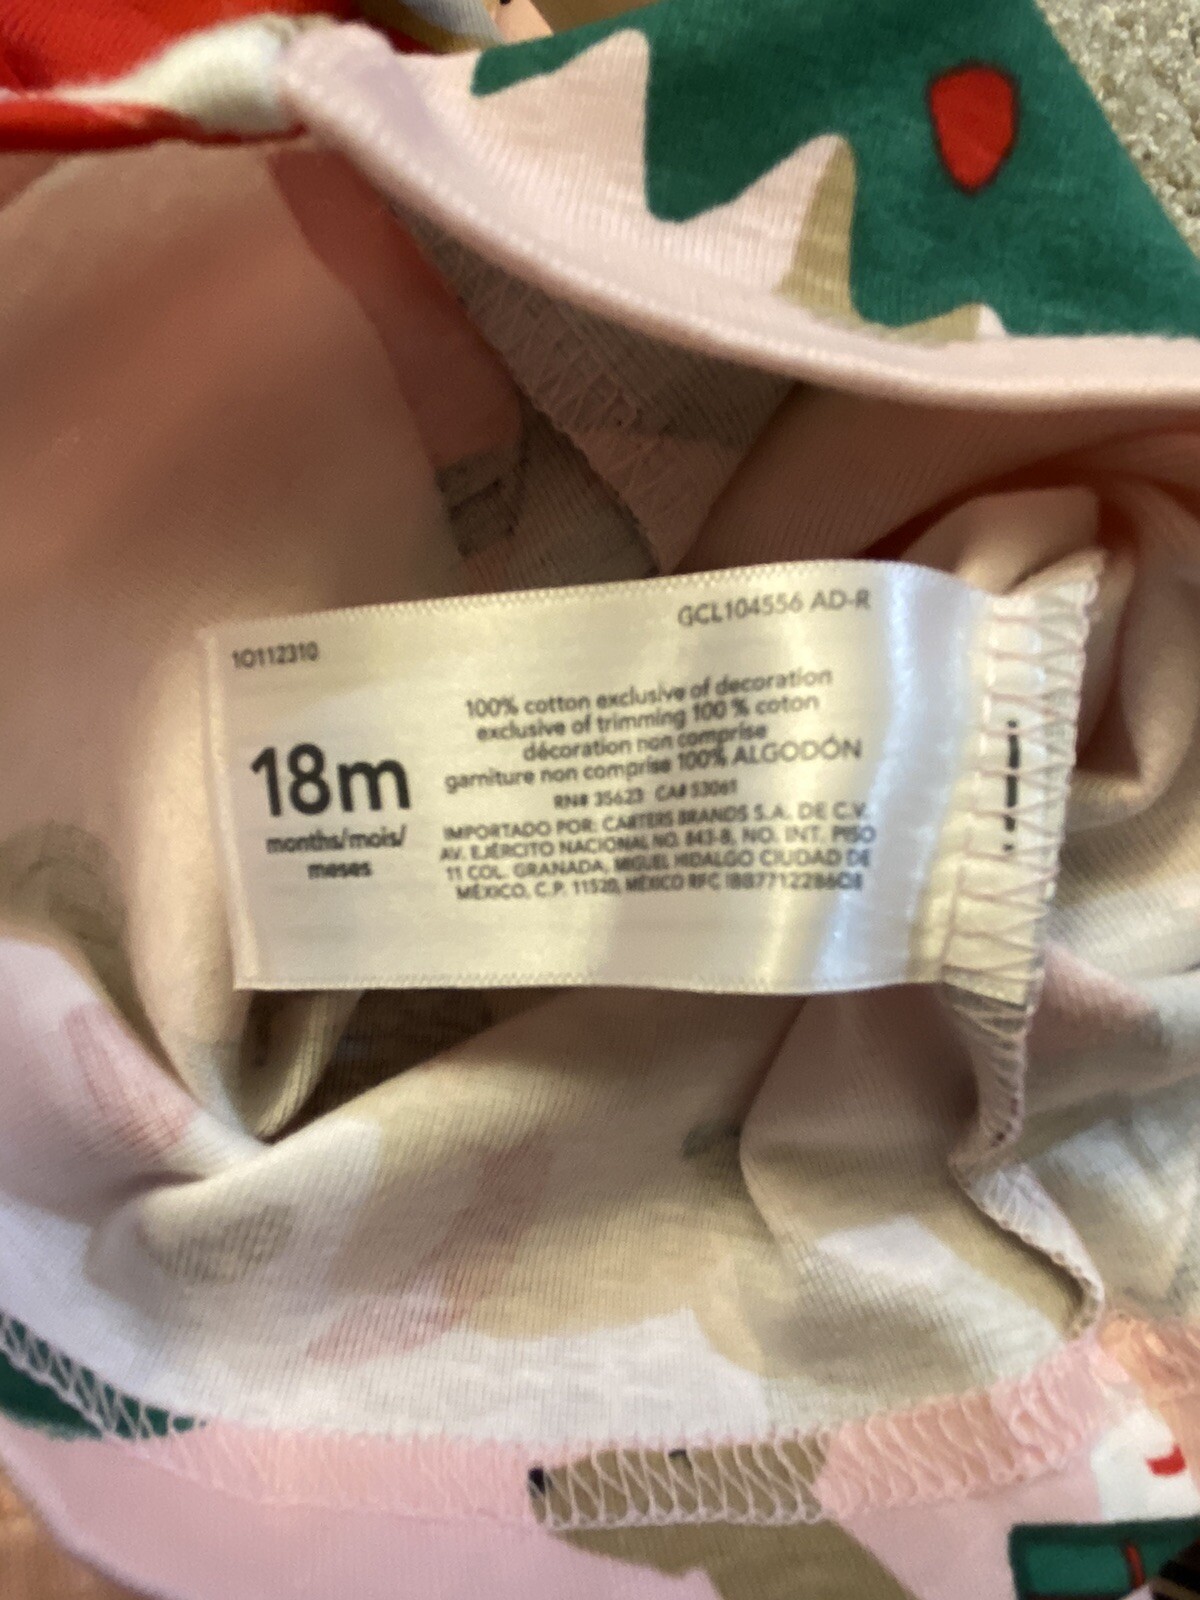 GCL104556 AD-R
1O112310
100% cotton exclusive of decoration
exclusive of trimming 100 % coton
décoration non comprise
garniture non comprise 100% ALGODÓN
18m
months/mois/
meses
RN# 35623 CA# 53061
IMPORTADO POR: CARTERS BRANDS S.A. DE C.V.
AV. EJÉRCITO NACIONAL NO. 843-B, NO. INT. PISO
11 COL. GRANADA, MIGUEL HIDALGO CIUDAD DE
MÉXICO, C.P. 11520, MÉXICO RFC